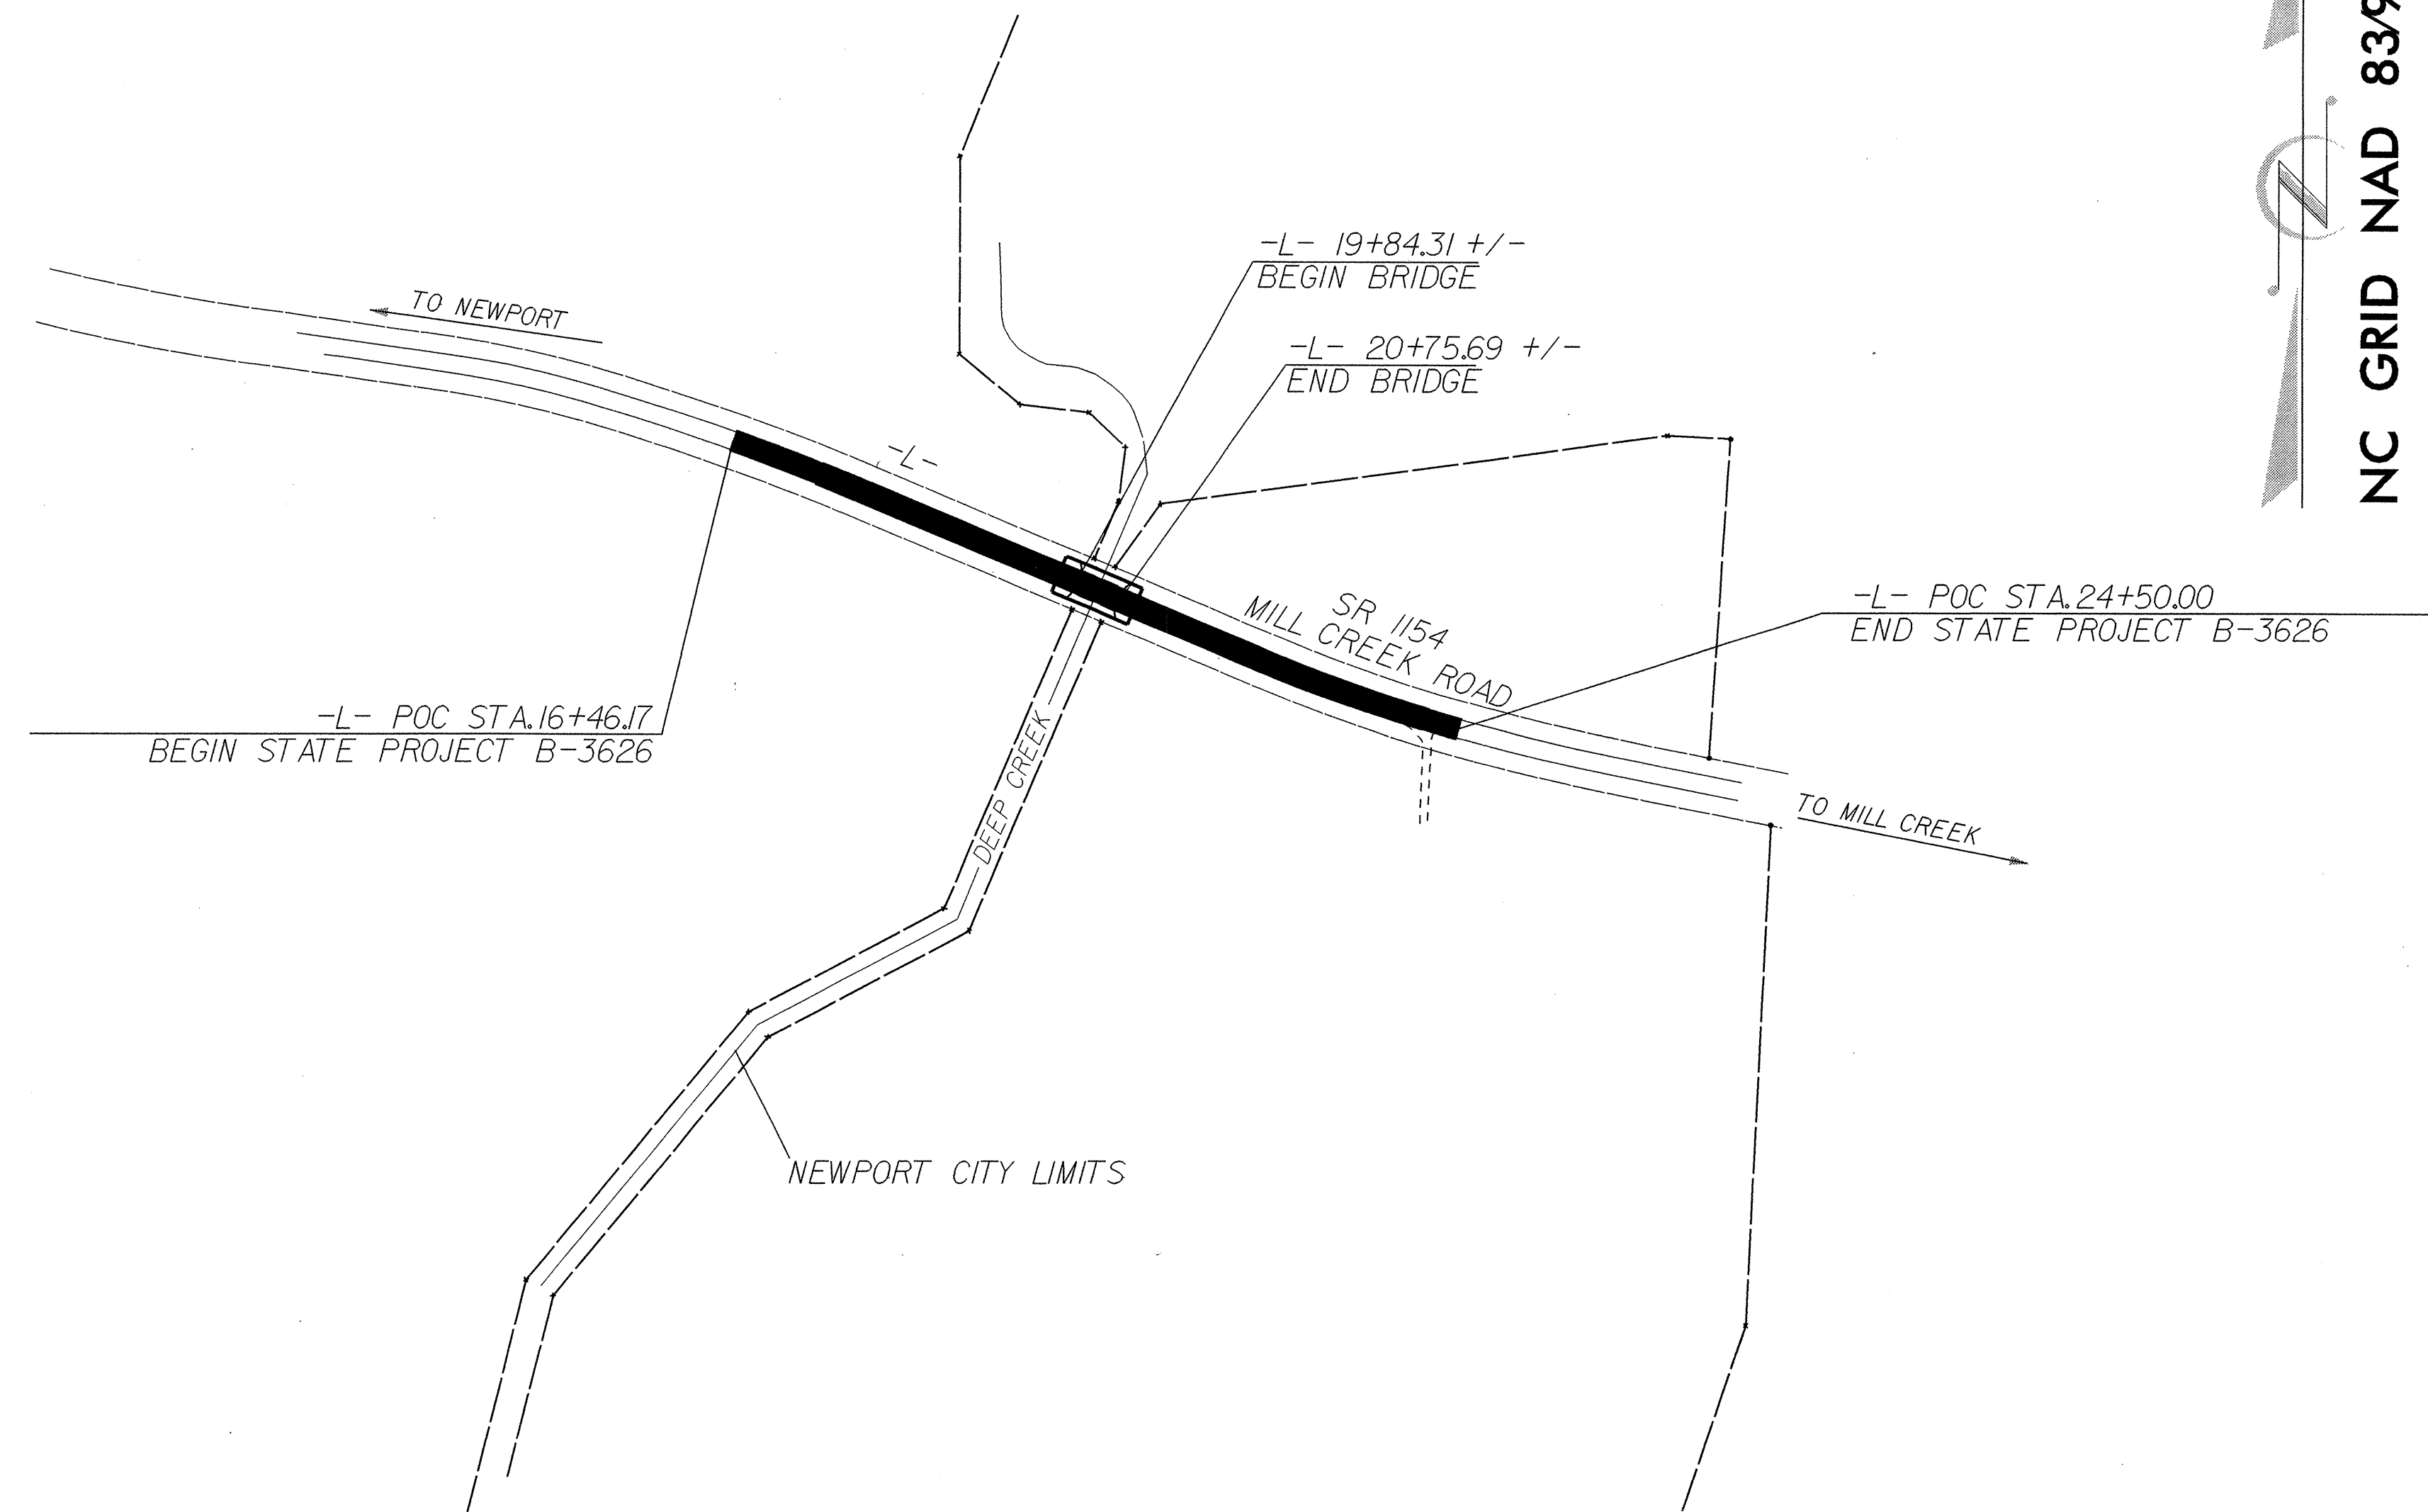 -L- 19+84.31 +/-
BEGIN BRIDGE
-L- 20+75.69 +/-
END BRIDGE
TO NEWPORT
-L-
SR 1154
MILL CREEK ROAD
-L- POC STA. 24+50.00
END STATE PROJECT B-3626
-L- POC STA. 16+46.17
BEGIN STATE PROJECT B-3626
DEEP CREEK
TO MILL CREEK
NEWPORT CITY LIMITS
NC GRID NAD 83/9
N